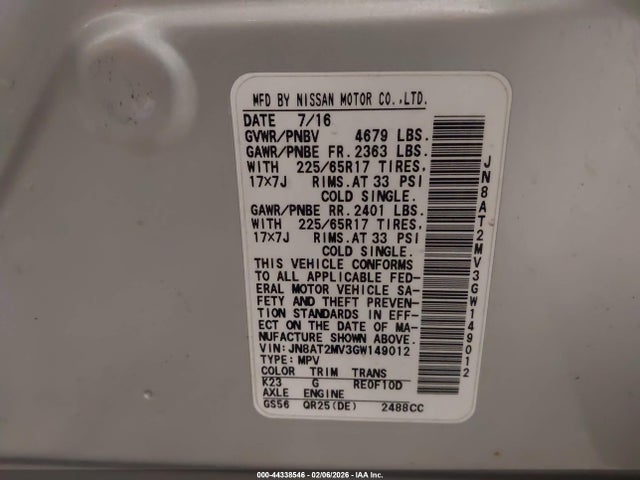 MFD BY NISSAN MOTOR CO.,LTD.
DATE 7/16
GVWR/PNBV 4679 LBS.
GAWR/PNBE FR.2363 LBS.
WITH 225/65R17 TIRES.
17×7J RIMS.AT 33 PSI
COLD SINGLE.
GAWR/PNBE RR.2401 LBS.
WITH 225/65R17 TIRES.
17×7J RIMS.AT 33 PSI
COLD SINGLE.
THIS VEHICLE CONFORMS
TO ALL APPLICABLE FED-
ERAL MOTOR VEHICLE SA-
FETY AND THEFT PREVEN-
TION STANDARDS IN EFF-
ECT ON THE DATE OF MA-
NUFACTURE SHOWN ABOVE.
VIN: JN8AT2MV3GW149012
TYPE: MPV
COLOR TRIM TRANS
K23 G RE0F10D
AXLE ENGINE
GS56 QR25(DE) 2488CC
JN8AT2MV3GW149012
000-44338546 - 02/06/2026 - IAA Inc.